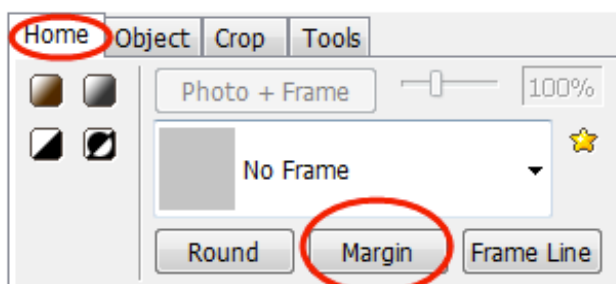 Home Object Crop Tools
Photo + Frame 100%
No Frame
Round Margin Frame Line